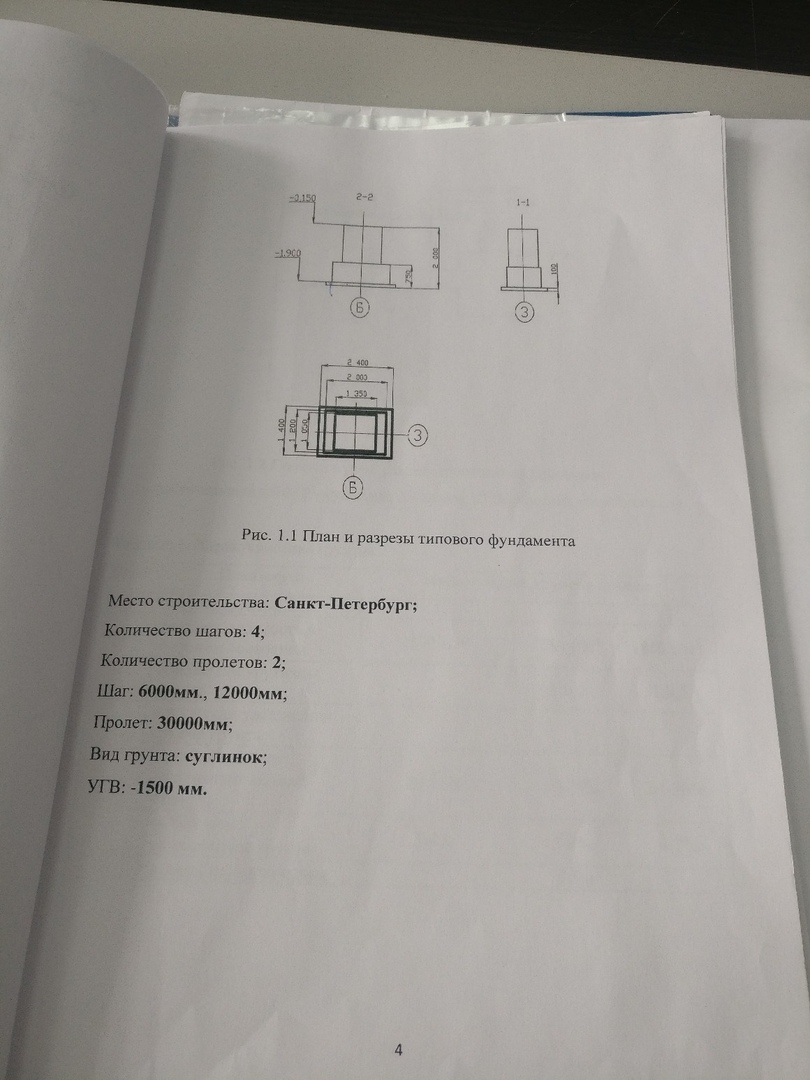 -0.150
2-2
1-1
-1.900
2 000
750
100
Б
3
2 400
2 000
1 350
1 400
1 200
1 050
3
Б
Рис. 1.1 План и разрезы типового фундамента
Место строительства: Санкт-Петербург;
Количество шагов: 4;
Количество пролетов: 2;
Шаг: 6000мм., 12000мм;
Пролет: 30000мм;
Вид грунта: суглинок;
УГВ: -1500 мм.
4